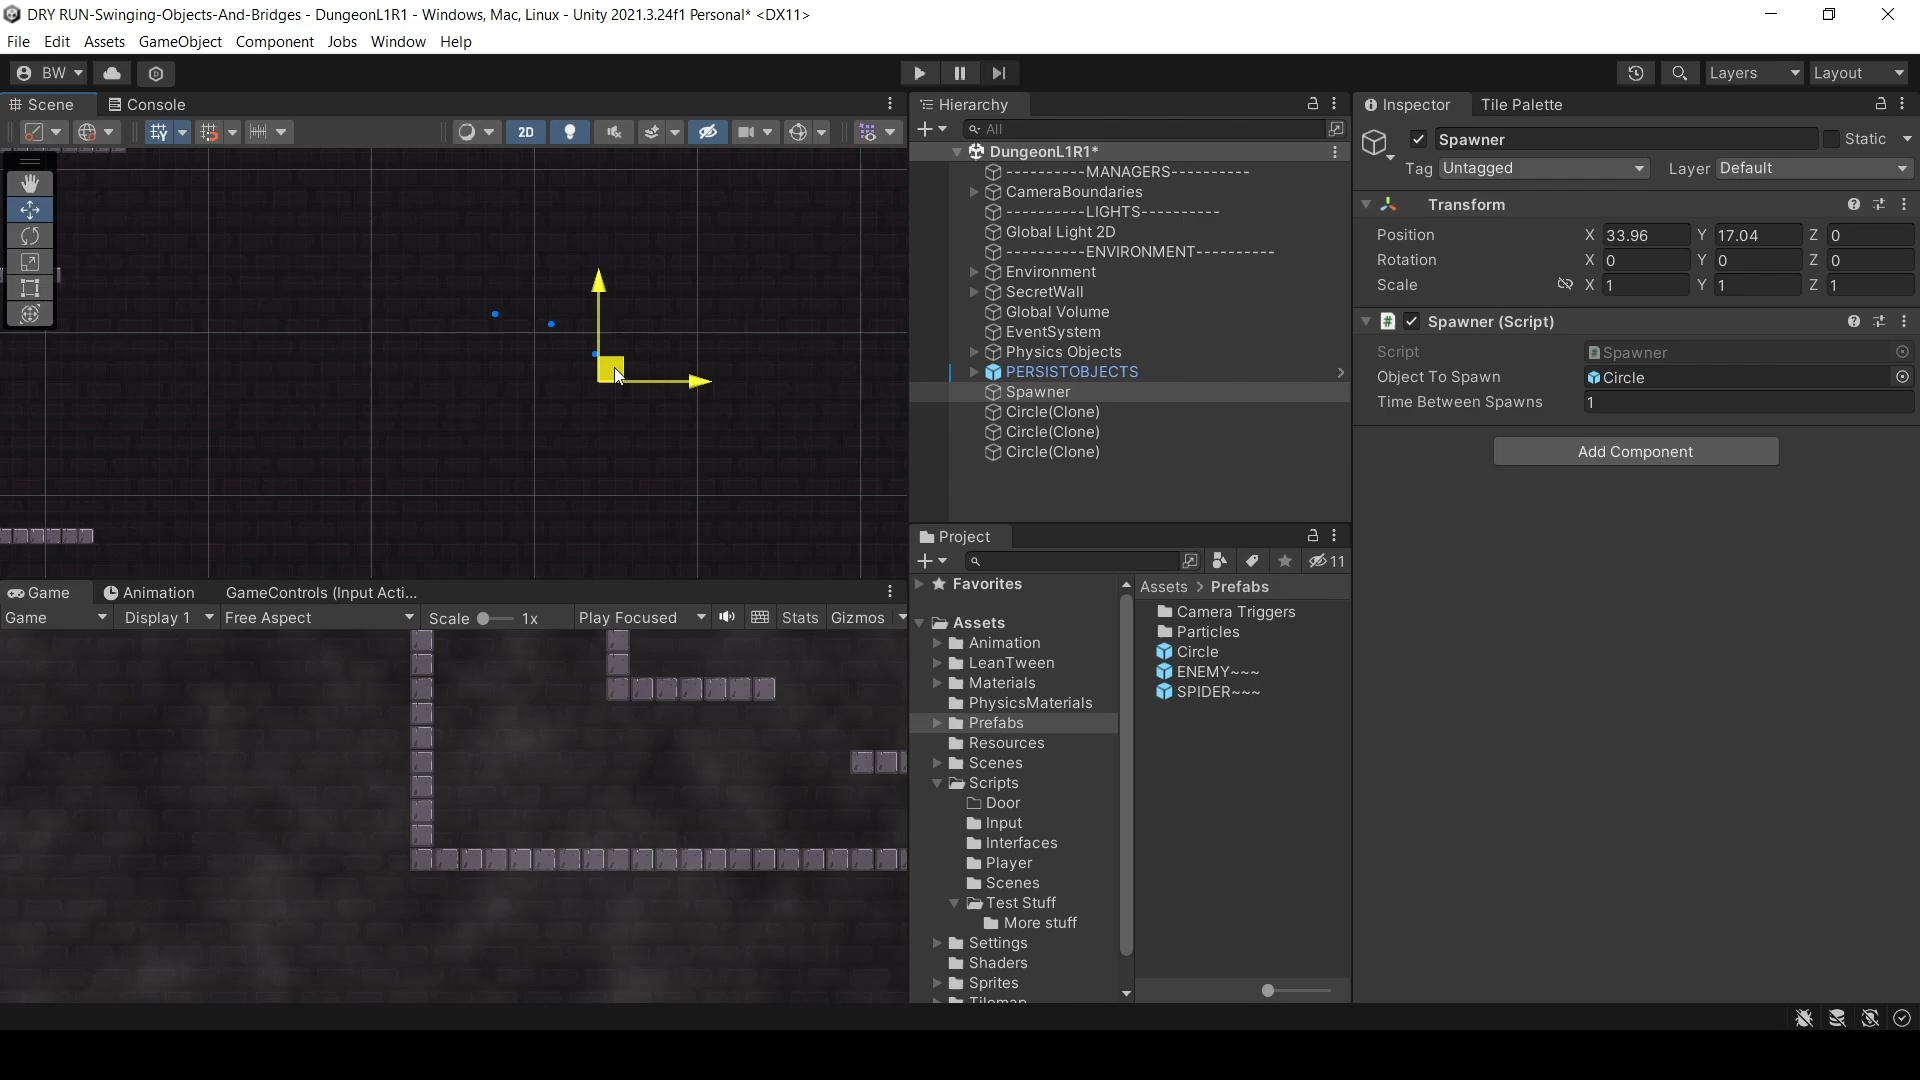 DRY RUN-Swinging-Objects-And-Bridges - DungeonL1R1 - Windows, Mac, Linux - Unity 2021.3.24f1 Personal* <DX11>
File Edit Assets GameObject Component Jobs Window Help
BW Layers Layout
Scene Console
2D
Game Animation GameControls (Input Acti...
Game Display 1 Free Aspect Scale 1x Play Focused Stats Gizmos
Hierarchy
All
DungeonL1R1*
----------MANAGERS----------
CameraBoundaries
----------LIGHTS----------
Global Light 2D
----------ENVIRONMENT----------
Environment
SecretWall
Global Volume
EventSystem
Physics Objects
PERSISTOBJECTS
Spawner
Circle(Clone)
Circle(Clone)
Circle(Clone)
Project
11
Favorites
Assets
Animation
LeanTween
Materials
PhysicsMaterials
Prefabs
Resources
Scenes
Scripts
Door
Input
Interfaces
Player
Scenes
Test Stuff
More stuff
Settings
Shaders
Sprites
Tilemap
Assets > Prefabs
Camera Triggers
Particles
Circle
ENEMY~~~
SPIDER~~~
Inspector Tile Palette
Spawner Static
Tag Untagged Layer Default
Transform
Position X 33.96 Y 17.04 Z 0
Rotation X 0 Y 0 Z 0
Scale X 1 Y 1 Z 1
Spawner (Script)
Script Spawner
Object To Spawn Circle
Time Between Spawns 1
Add Component